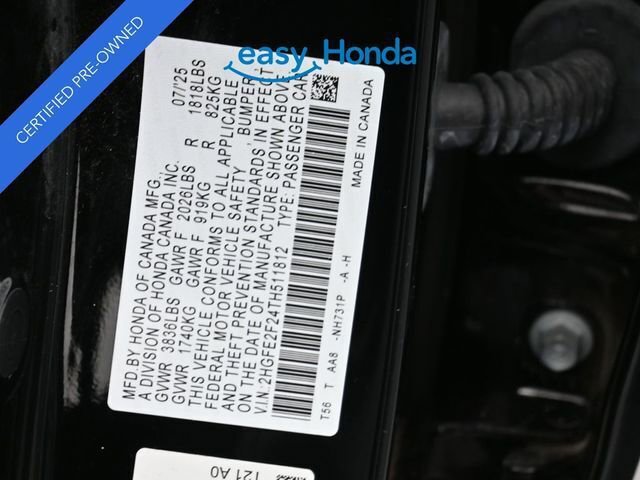 CERTIFIED PRE-OWNED
easy Honda
MFD.BY HONDA OF CANADA MFG., 07/'25
A DIVISION OF HONDA CANADA INC.
GVWR 3836LBS GAWR F 2026LBS R 1818LBS
GVWR 1740KG GAWR F 919KG R 825KG
THIS VEHICLE CONFORMS TO ALL APPLICABLE
FEDERAL MOTOR VEHICLE SAFETY, BUMPER,
AND THEFT PREVENTION STANDARDS IN EFFECT
ON THE DATE OF MANUFACTURE SHOWN ABOVE.
V.I.N.:2HGFE2F24TH511812 TYPE: PASSENGER CAR
T56 T AA8 -NH731P -A -H
MADE IN CANADA
T21 A0